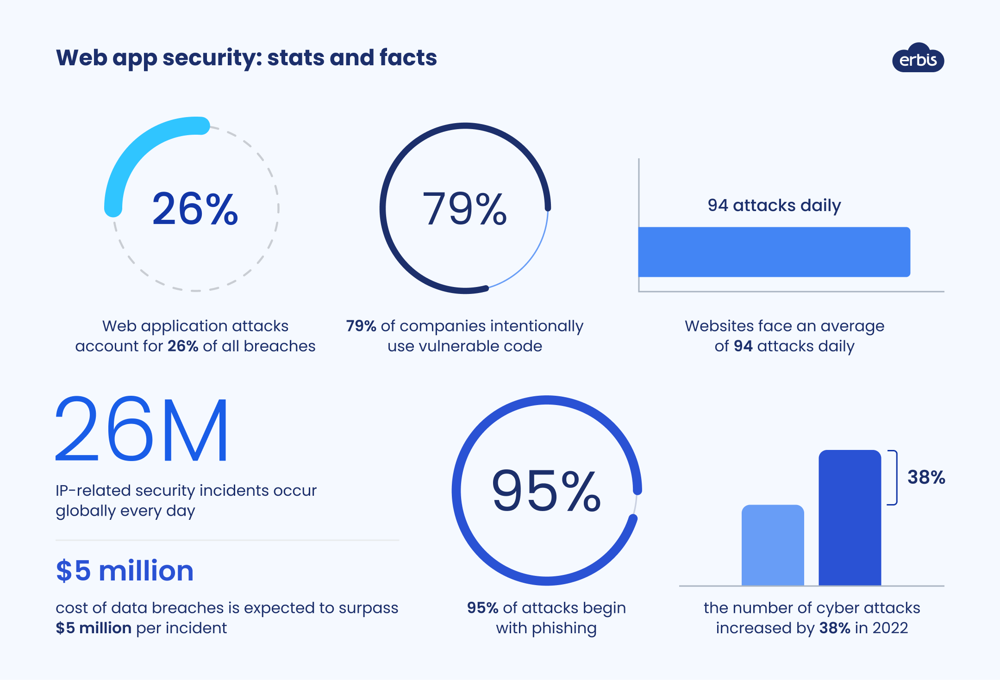 Web app security: stats and facts
erbis
26%
79%
94 attacks daily
Web application attacks
account for 26% of all breaches
79% of companies intentionally
use vulnerable code
Websites face an average
of 94 attacks daily
26M
IP-related security incidents occur
globally every day
$5 million
cost of data breaches is expected to surpass
$5 million per incident
95%
95% of attacks begin
with phishing
38%
the number of cyber attacks
increased by 38% in 2022